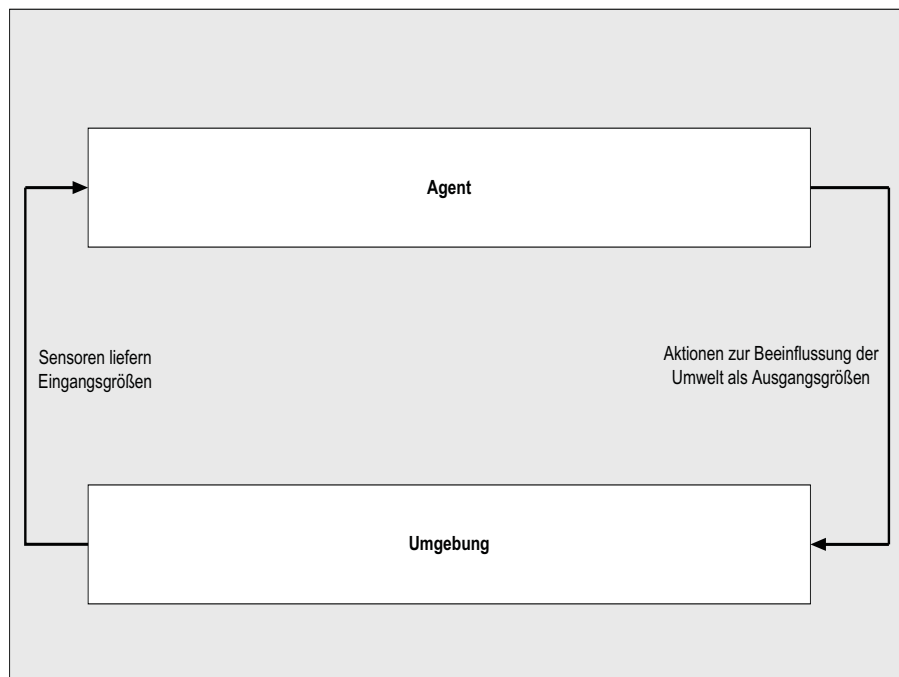 Agent
Sensoren liefern
Eingangsgrößen
Aktionen zur Beeinflussung der
Umwelt als Ausgangsgrößen
Umgebung